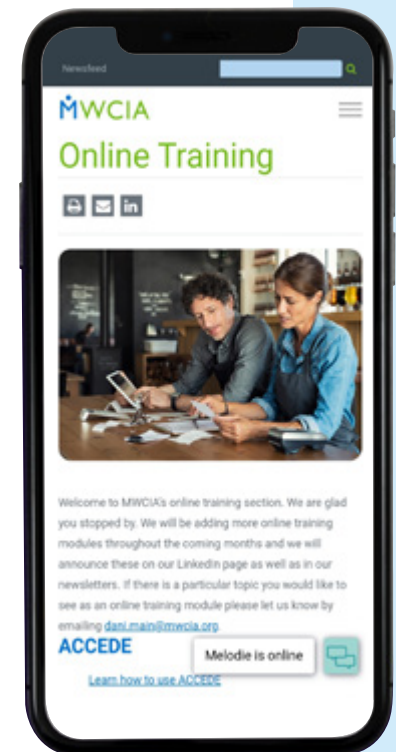 Newsfeed
MWCIA
Online Training
in
Welcome to MWCIA's online training section. We are glad
you stopped by. We will be adding more online training
modules throughout the coming months and we will
announce these on our LinkedIn page as well as in our
newsletters. If there is a particular topic you would like to
see as an online training module please let us know by
emailing dani.main@mwcia.org.
ACCEDE
Melodie is online
Learn how to use ACCEDE